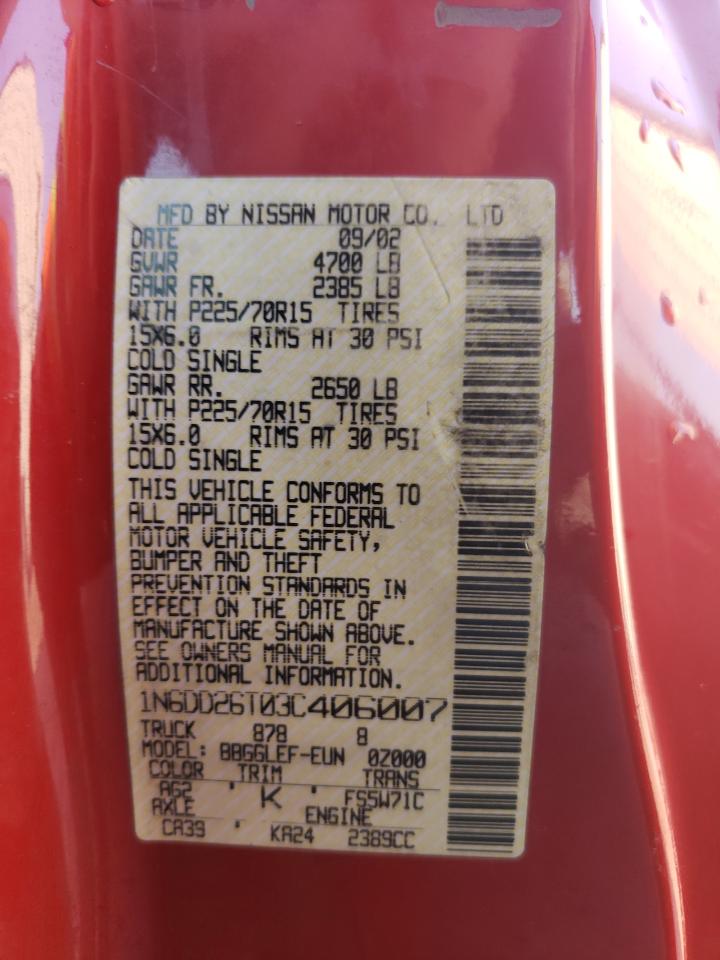 MFD BY NISSAN MOTOR CO., LTD
DATE 09/02
GVWR 4700 LB
GAWR FR. 2385 LB
WITH P225/70R15 TIRES
15X6.0 RIMS AT 30 PSI
COLD SINGLE
GAWR RR. 2650 LB
WITH P225/70R15 TIRES
15X6.0 RIMS AT 30 PSI
COLD SINGLE
THIS VEHICLE CONFORMS TO
ALL APPLICABLE FEDERAL
MOTOR VEHICLE SAFETY,
BUMPER AND THEFT
PREVENTION STANDARDS IN
EFFECT ON THE DATE OF
MANUFACTURE SHOWN ABOVE.
SEE OWNERS MANUAL FOR
ADDITIONAL INFORMATION.
1N6DD26T03C406007
TRUCK 878 8
MODEL: BBGGLEF-EUN 0Z000
COLOR TRIM TRANS
AG2 ' K FS5W71C
AXLE ENGINE
CA39 ' KA24 2389CC